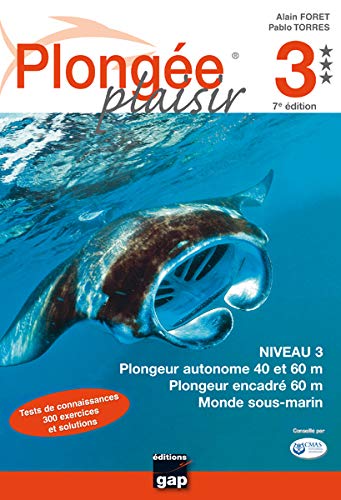 Alain FORET
Pablo TORRES
Plongée®
plaisir
3
7e édition
NIVEAU 3
Plongeur autonome 40 et 60 m
Plongeur encadré 60 m
Monde sous-marin
Tests de connaissances
300 exercices
et solutions
Conseillé par
CMAS
éditions
gap